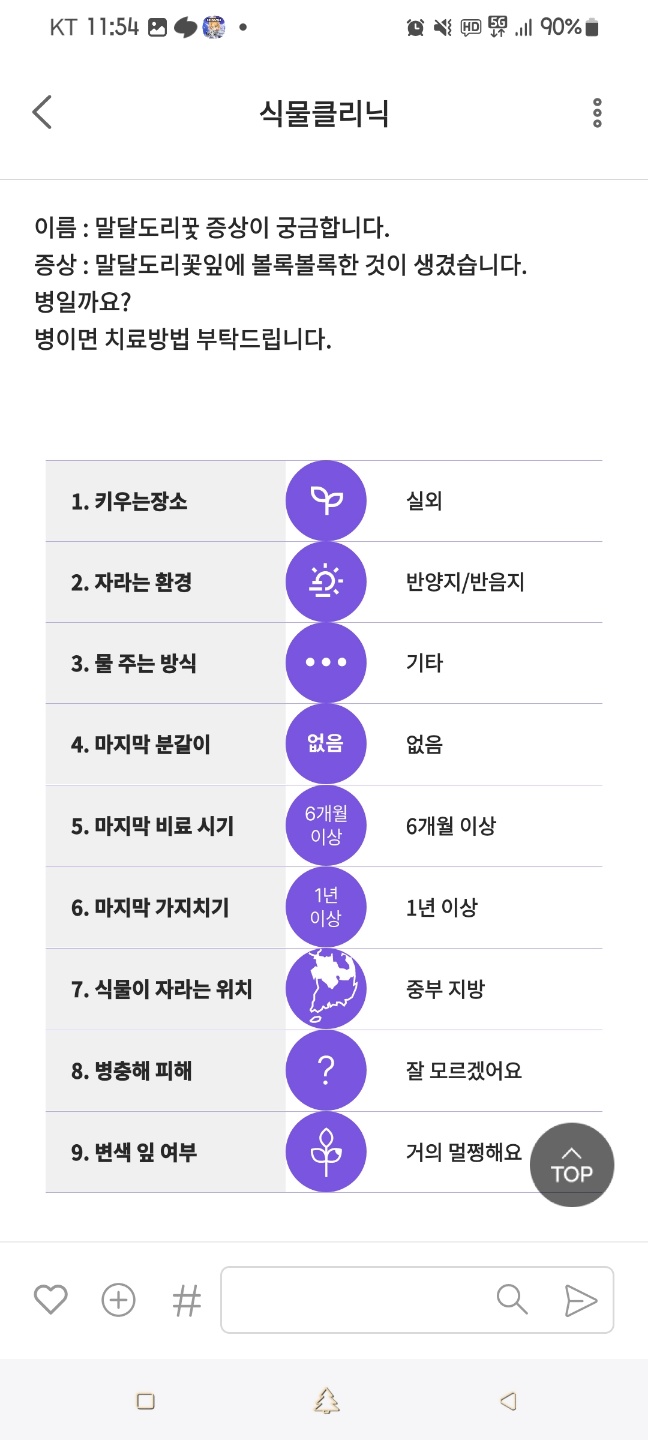 KT 11:54 HD 5G 90%
식물클리닉
이름 : 말달도리꿏 증상이 궁금합니다.
증상 : 말달도리꽃잎에 볼록볼록한 것이 생겼습니다.
병일까요?
병이면 치료방법 부탁드립니다.
1. 키우는장소 실외
2. 자라는 환경 반양지/반음지
3. 물 주는 방식 기타
4. 마지막 분갈이 없음 없음
5. 마지막 비료 시기 6개월 이상 6개월 이상
6. 마지막 가지치기 1년 이상 1년 이상
7. 식물이 자라는 위치 중부 지방
8. 병충해 피해 ? 잘 모르겠어요
9. 변색 잎 여부 거의 멀쩡해요
TOP
#